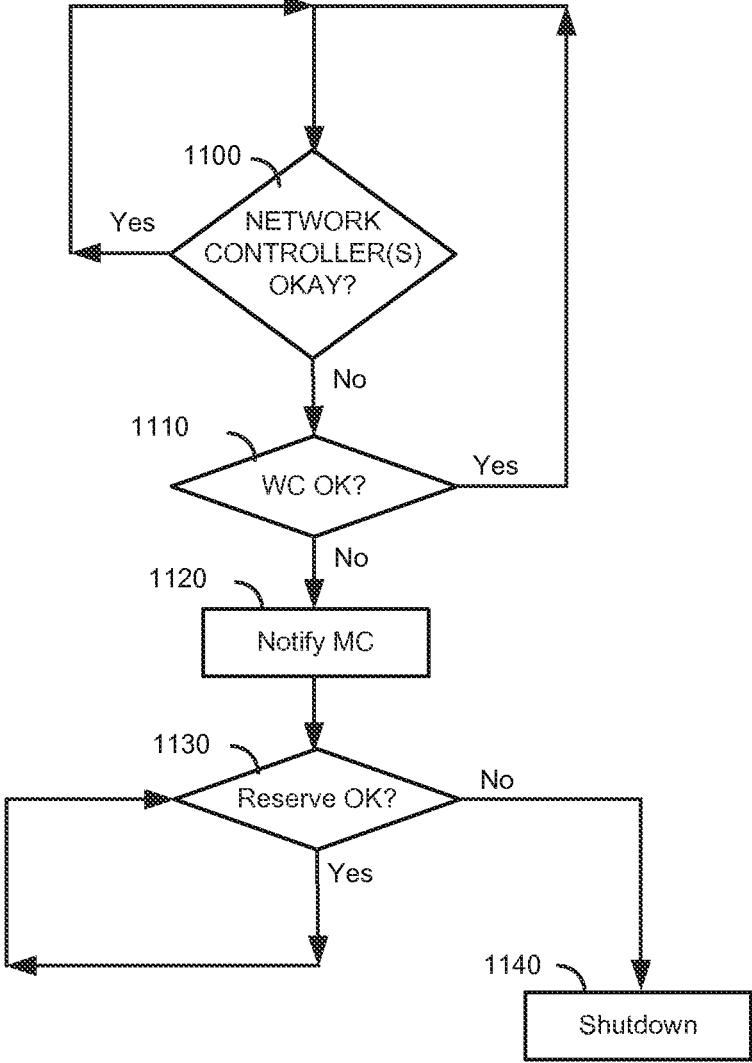 1100
Yes
NETWORK
CONTROLLER(S)
OKAY?
No
1110
WC OK?
Yes
No
1120
Notify MC
1130
Reserve OK?
No
Yes
1140
Shutdown